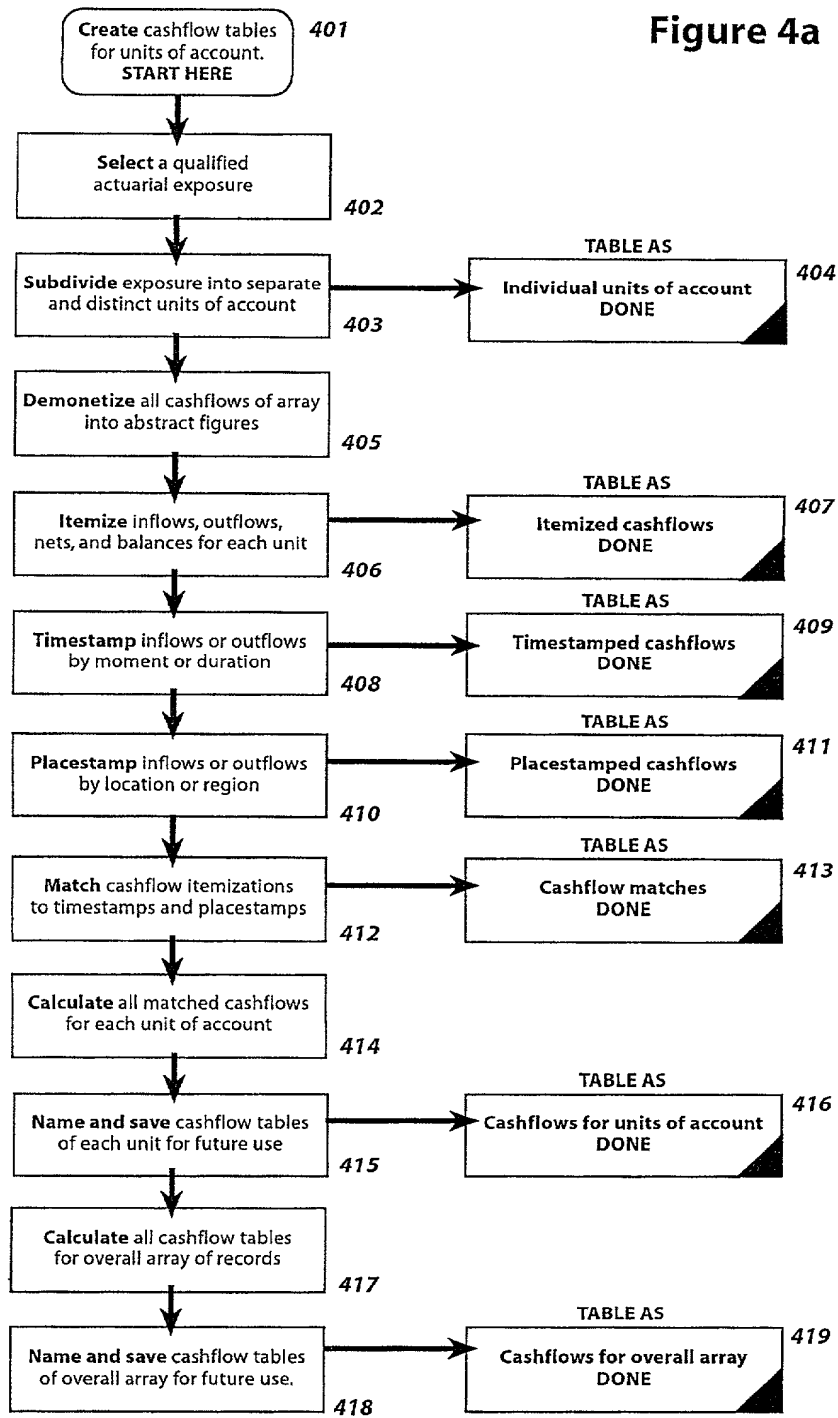 Figure 4a
Create cashflow tables
for units of account.
START HERE
401
Select a qualified
actuarial exposure
402
Subdivide exposure into separate
and distinct units of account
403
TABLE AS
Individual units of account
DONE
404
Demonetize all cashflows of array
into abstract figures
405
Itemize inflows, outflows,
nets, and balances for each unit
406
TABLE AS
Itemized cashflows
DONE
407
Timestamp inflows or outflows
by moment or duration
408
TABLE AS
Timestamped cashflows
DONE
409
Placestamp inflows or outflows
by location or region
410
TABLE AS
Placestamped cashflows
DONE
411
Match cashflow itemizations
to timestamps and placestamps
412
TABLE AS
Cashflow matches
DONE
413
Calculate all matched cashflows
for each unit of account
414
Name and save cashflow tables
of each unit for future use
415
TABLE AS
Cashflows for units of account
DONE
416
Calculate all cashflow tables
for overall array of records
417
Name and save cashflow tables
of overall array for future use.
418
TABLE AS
Cashflows for overall array
DONE
419